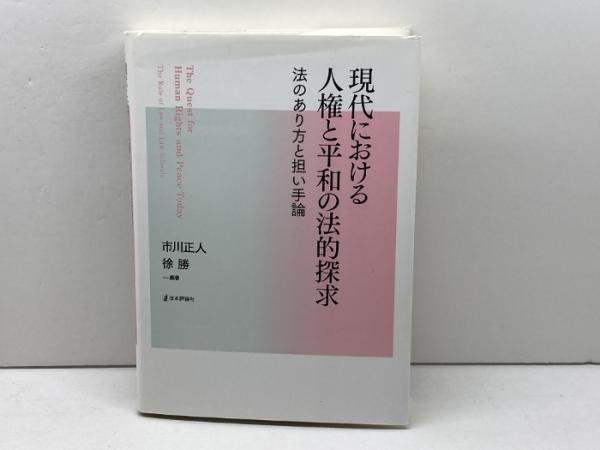 現代における
人権と平和の法的探求
法のあり方と担い手論
The Quest for
Human Rights and Peace Today
The Rule of Law and Law Schools
市川正人
徐 勝
―編著
日本評論社